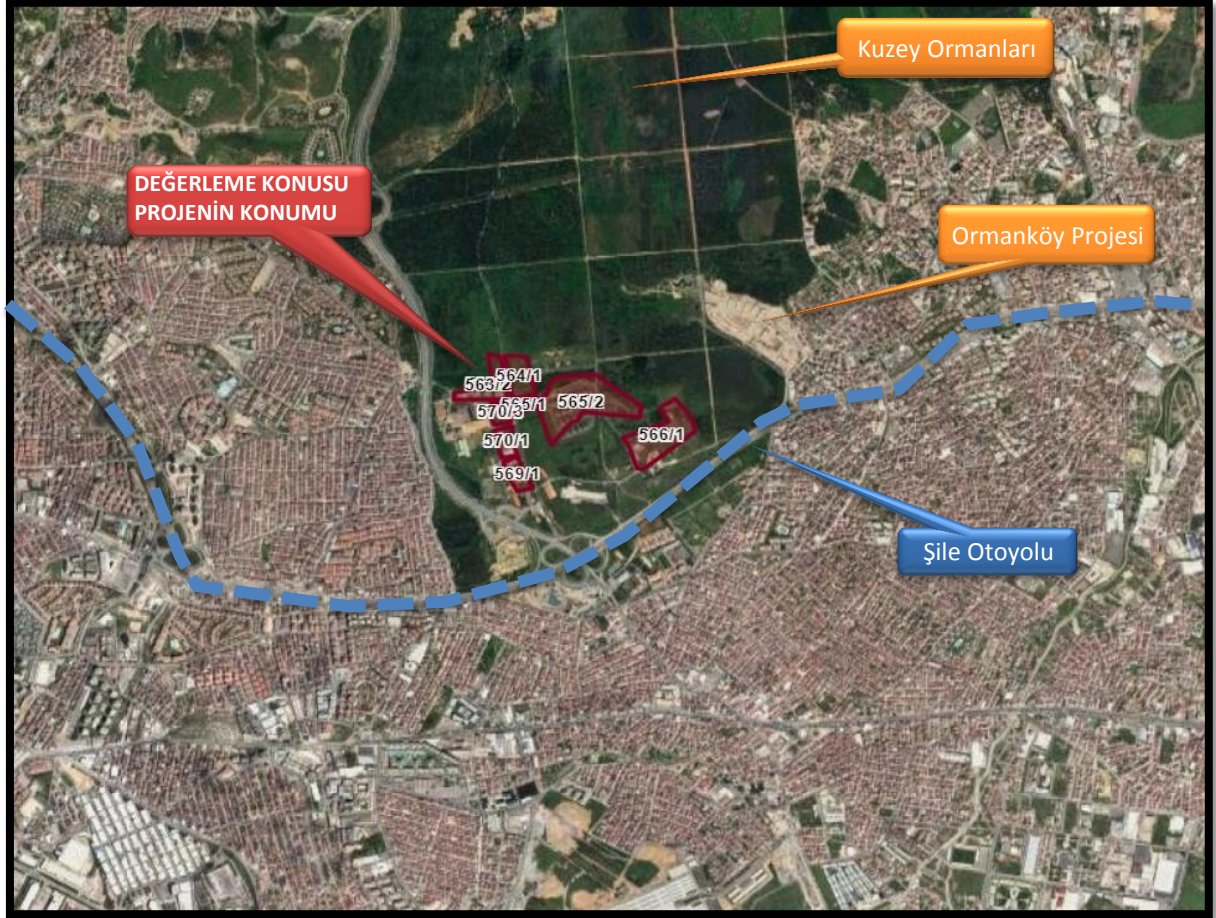 Kuzey Ormanları
DEĞERLEME KONUSU
PROJENİN KONUMU
Ormanköy Projesi
564/1
563/2
565/1
565/2
570/3
570/1
566/1
569/1
Şile Otoyolu